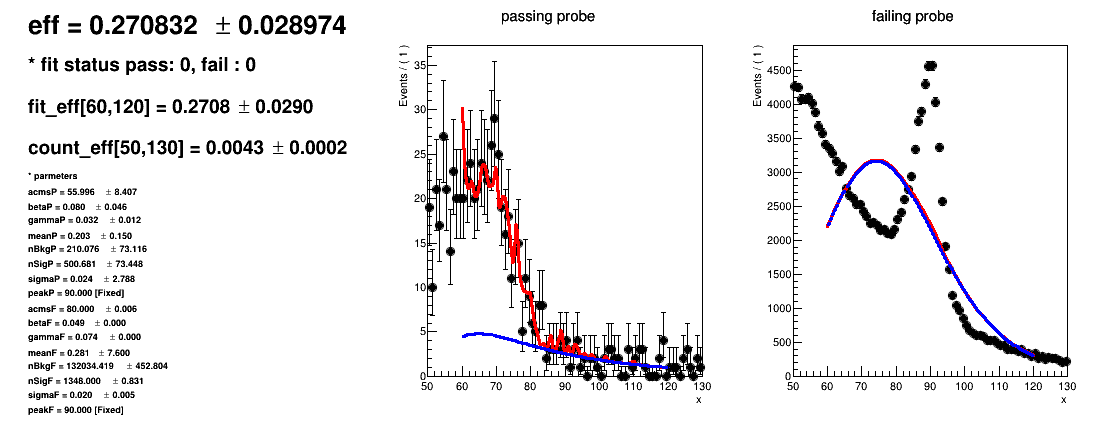 eff = 0.270832 ± 0.028974
* fit status pass: 0, fail : 0
fit_eff[60,120] = 0.2708 ± 0.0290
count_eff[50,130] = 0.0043 ± 0.0002
* parmeters
acmsP = 55.996 ± 8.407
betaP = 0.080 ± 0.046
gammaP = 0.032 ± 0.012
meanP = 0.203 ± 0.150
nBkgP = 210.076 ± 73.116
nSigP = 500.681 ± 73.448
sigmaP = 0.024 ± 2.788
peakP = 90.000 [Fixed]
acmsF = 80.000 ± 0.006
betaF = 0.049 ± 0.000
gammaF = 0.074 ± 0.000
meanF = 0.281 ± 7.600
nBkgF = 132034.419 ± 452.804
nSigF = 1348.000 ± 0.831
sigmaF = 0.020 ± 0.005
peakF = 90.000 [Fixed]
passing probe
Events / ( 1 )
35
30
25
20
15
10
5
0
50 60 70 80 90 100 110 120 130
x
failing probe
Events / ( 1 )
4500
4000
3500
3000
2500
2000
1500
1000
500
0
50 60 70 80 90 100 110 120 130
x